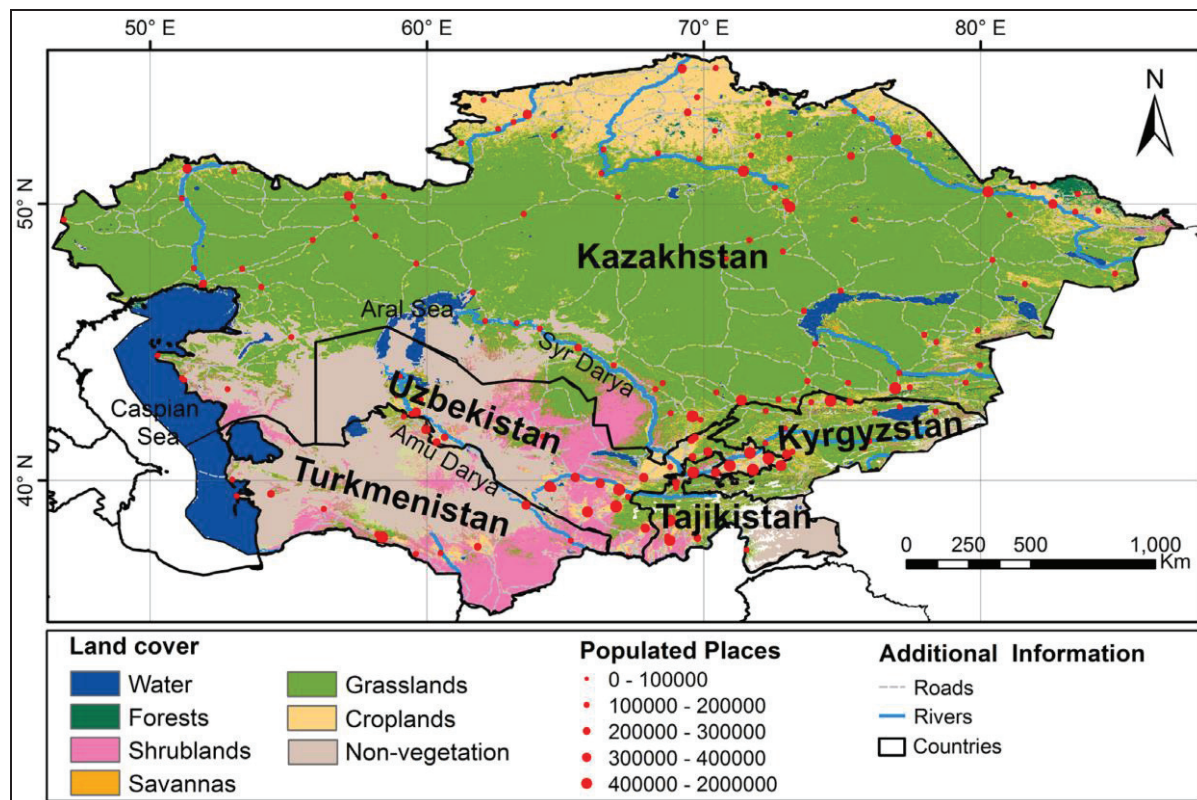 50° E 60° E 70° E 80° E
N
50° N 50° N
Kazakhstan
Aral Sea
Syr Darya
Uzbekistan
Caspian
Sea
Kyrgyzstan
Amu Darya
40° N 40° N
Turkmenistan
Tajikistan
0 250 500 1,000
Km
Land cover
Water
Forests
Shrublands
Savannas
Grasslands
Croplands
Non-vegetation
Populated Places
0 - 100000
100000 - 200000
200000 - 300000
300000 - 400000
400000 - 2000000
Additional Information
Roads
Rivers
Countries